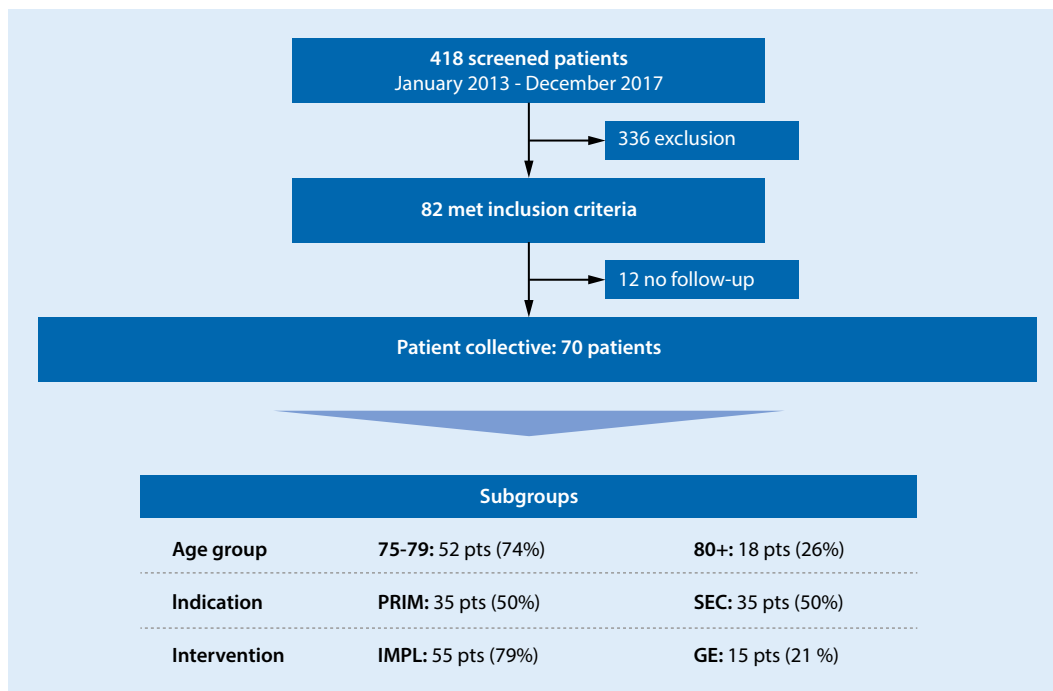 418 screened patients
January 2013 - December 2017
336 exclusion
82 met inclusion criteria
12 no follow-up
Patient collective: 70 patients
Subgroups
Age group 75-79: 52 pts (74%) 80+: 18 pts (26%)
Indication PRIM: 35 pts (50%) SEC: 35 pts (50%)
Intervention IMPL: 55 pts (79%) GE: 15 pts (21 %)